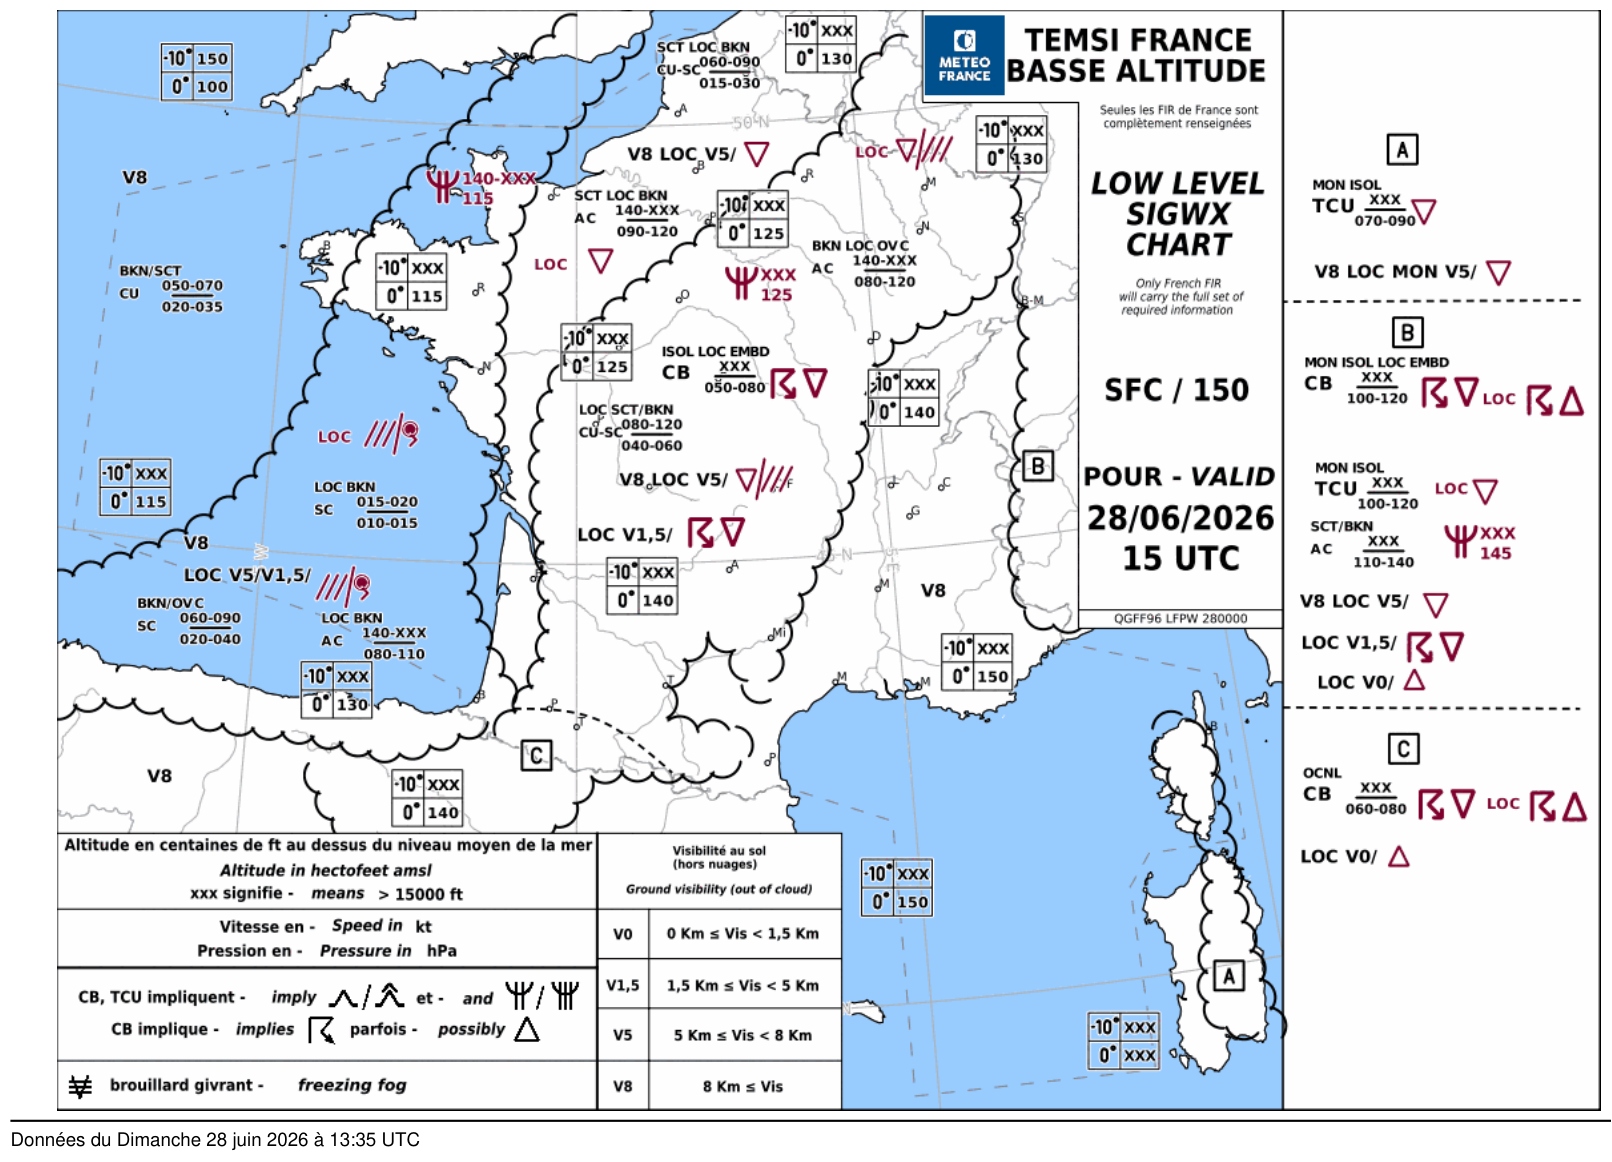 TEMSI FRANCE
BASSE ALTITUDE
METEO
FRANCE
Seules les FIR de France sont
complètement renseignées
LOW LEVEL
SIGWX
CHART
Only French FIR
will carry the full set of
required information
SFC / 150
POUR - VALID
28/06/2026
15 UTC
QGFF96 LFPW 280000
-10° 150
0° 100
SCT LOC BKN
CU-SC 060-090
015-030
-10° XXX
0° 130
50°N
V8
140-XXX
115
V8 LOC V5/
LOC
-10° XXX
0° 130
SCT LOC BKN
AC 140-XXX
090-120
-10° XXX
0° 125
LOC
BKN LOC OVC
AC 140-XXX
080-120
BKN/SCT
CU 050-070
020-035
-10° XXX
0° 115
XXX
125
-10° XXX
0° 125
ISOL LOC EMBD
CB XXX
050-080
-10° XXX
0° 140
LOC SCT/BKN
CU-SC 080-120
040-060
LOC
B
-10° XXX
0° 115
LOC BKN
SC 015-020
010-015
V8 LOC V5/
LOC V1,5/
V8
LOC V5/V1,5/
BKN/OVC
SC 060-090
020-040
LOC BKN
AC 140-XXX
080-110
-10° XXX
0° 140
V8
-10° XXX
0° 130
-10° XXX
0° 150
C
V8
-10° XXX
0° 140
-10° XXX
0° 150
A
-10° XXX
0° XXX
A
MON ISOL
TCU XXX
070-090
V8 LOC MON V5/
B
MON ISOL LOC EMBD
CB XXX
100-120
LOC
MON ISOL
TCU XXX
100-120
LOC
SCT/BKN
AC XXX
110-140
XXX
145
V8 LOC V5/
LOC V1,5/
LOC V0/
C
OCNL
CB XXX
060-080
LOC
LOC V0/
Altitude en centaines de ft au dessus du niveau moyen de la mer
Altitude in hectofeet amsl
xxx signifie - means > 15000 ft
Vitesse en - Speed in kt
Pression en - Pressure in hPa
CB, TCU impliquent - imply / et - and /
CB implique - implies parfois - possibly
brouillard givrant - freezing fog
Visibilité au sol
(hors nuages)
Ground visibility (out of cloud)
V0 0 Km ≤ Vis < 1,5 Km
V1,5 1,5 Km ≤ Vis < 5 Km
V5 5 Km ≤ Vis < 8 Km
V8 8 Km ≤ Vis
Données du Dimanche 28 juin 2026 à 13:35 UTC